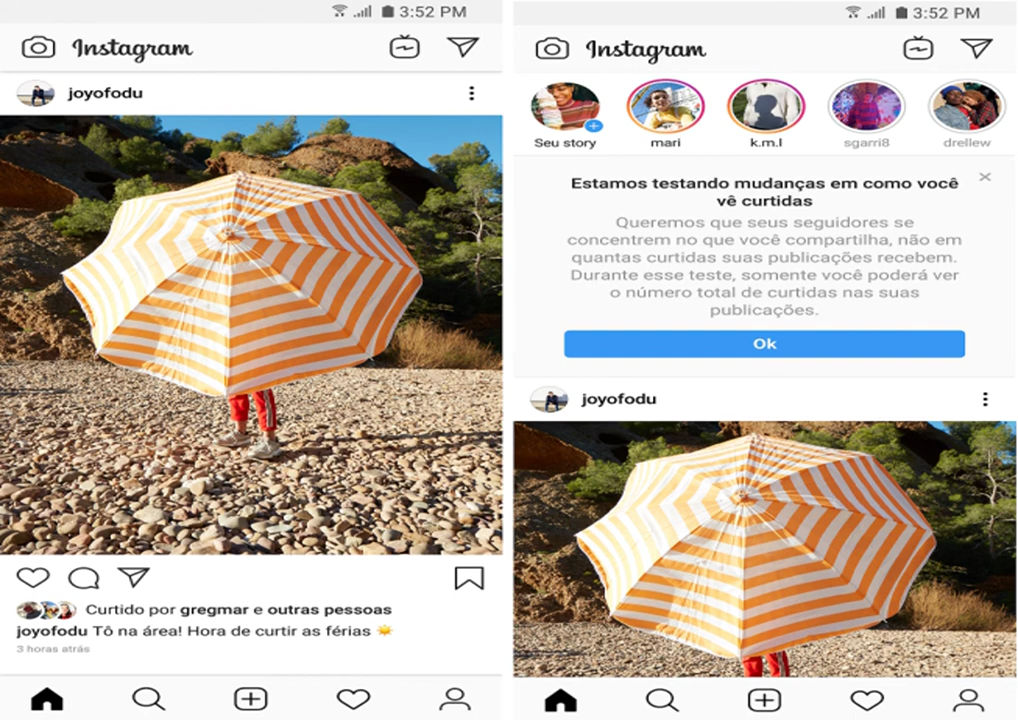 3:52 PM
Instagram
joyofodu
Curtido por gregmar e outras pessoas
joyofodu Tô na área! Hora de curtir as férias ☀️
3 horas atrás
3:52 PM
Instagram
Seu story
mari
k.m.l
sgarri8
drellew
Estamos testando mudanças em como você
vê curtidas
Queremos que seus seguidores se
concentrem no que você compartilha, não em
quantas curtidas suas publicações recebem.
Durante esse teste, somente você poderá ver
o número total de curtidas nas suas
publicações.
Ok
joyofodu